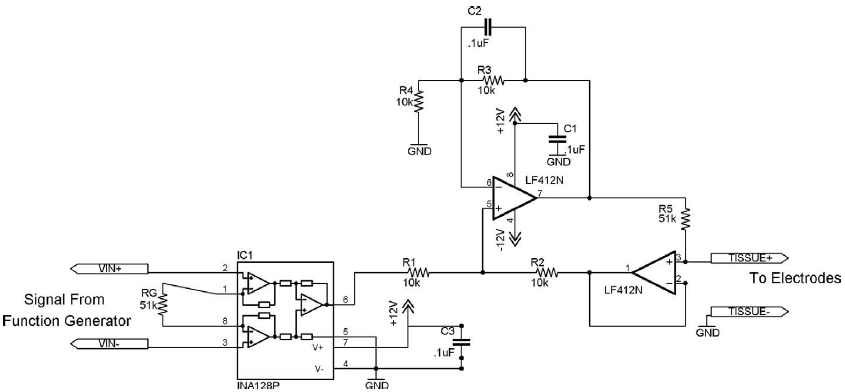 C2
.1uF
R4
10k
R3
10k
GND
+12V
C1
.1uF
GND
8
LF412N
6
5
7
4
-12V
R5
51k
IC1
VIN+
2
R1
10k
R2
10k
1
3
2
LF412N
TISSUE+
To Electrodes
TISSUE-
GND
Signal From
Function Generator
RG
51k
1
8
6
+12V
VIN-
3
5
7
4
V+
V-
C3
.1uF
INA128P
GND